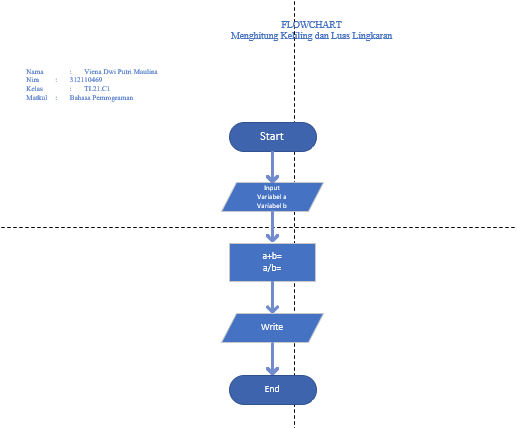 FLOWCHART
Menghitung Keliling dan Luas Lingkaran
Nama : Viena Dwi Putri Maulina
Nim : 312110469
Kelas : TI.21.C1
Matkul : Bahasa Pemrograman
Start
Input
Variabel a
Variabel b
a+b=
a/b=
Write
End